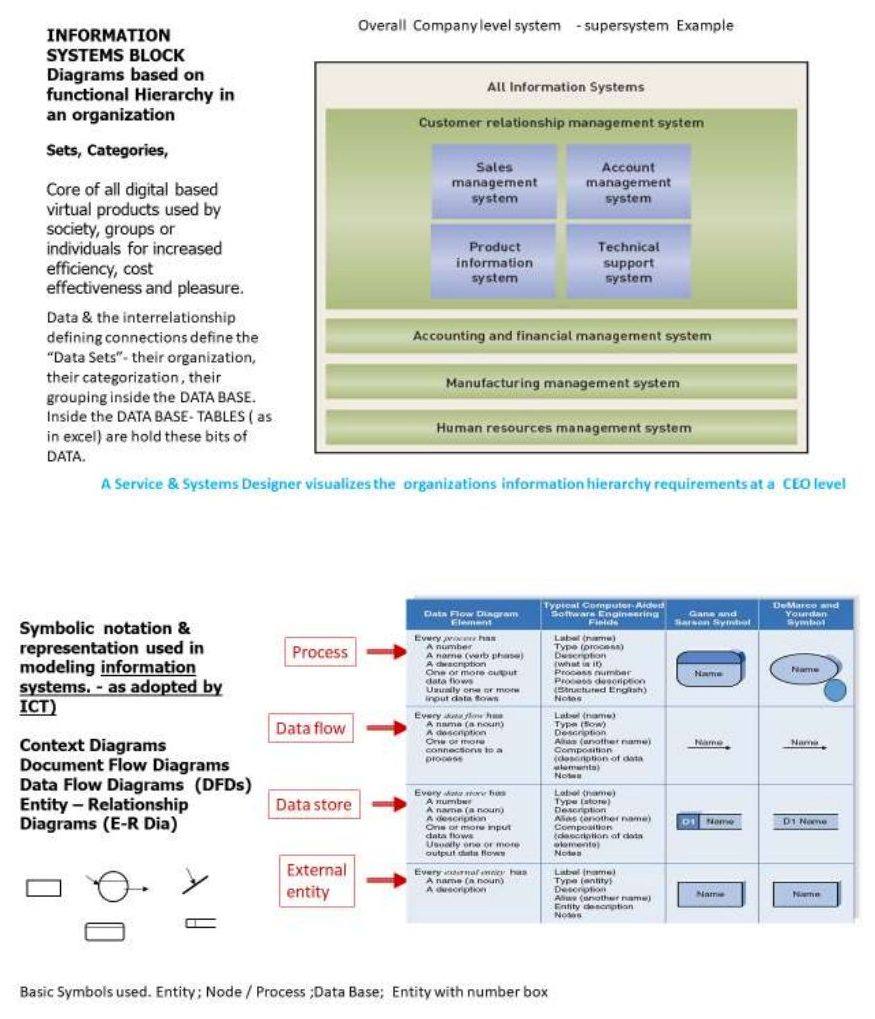 Overall Company level system - supersystem Example
INFORMATION
SYSTEMS BLOCK
Diagrams based on
functional Hierarchy in
an organization
Sets, Categories,
Core of all digital based
virtual products used by
society, groups or
individuals for increased
efficiency, cost
effectiveness and pleasure.
Data & the interrelationship
defining connections define the
“Data Sets”- their organization,
their categorization , their
grouping inside the DATA BASE.
Inside the DATA BASE- TABLES ( as
in excel) are hold these bits of
DATA.
All Information Systems
Customer relationship management system
Sales
management
system
Account
management
system
Product
information
system
Technical
support
system
Accounting and financial management system
Manufacturing management system
Human resources management system
A Service & Systems Designer visualizes the organizations information hierarchy requirements at a CEO level
Symbolic notation &
representation used in
modeling information
systems. - as adopted by
ICT)
Context Diagrams
Document Flow Diagrams
Data Flow Diagrams (DFDs)
Entity – Relationship
Diagrams (E-R Dia)
Process
Data flow
Data store
External
entity
Data Flow Diagram
Element
Typical Computer-Aided
Software Engineering
Fields
Gane and
Sarson Symbol
DeMarco and
Yourdan
Symbol
Every process has
A number
A name (verb phase)
A description
One or more output
data flows
Usually one or more
input data flows
Label (name)
Type (process)
Description
(what is it)
Process number
Process description
(Structured English)
Notes
Name
Name
Every data flow has
A name (a noun)
A description
One or more
connections to a
process
Label (name)
Type (flow)
Description
Alias (another name)
Composition
(description of data
elements)
Notes
Name
Name
Every data store has
A number
A name (a noun)
A description
One or more input
data flows
Usually one or more
output data flows
Label (name)
Type (store)
Description
Alias (another name)
Composition
(description of data
elements)
Notes
D1 Name
D1 Name
Every external entity has
A name (a noun)
A description
Label (name)
Type (entity)
Description
Alias (another name)
Entity description
Notes
Name
Name
Basic Symbols used. Entity ; Node / Process ;Data Base; Entity with number box